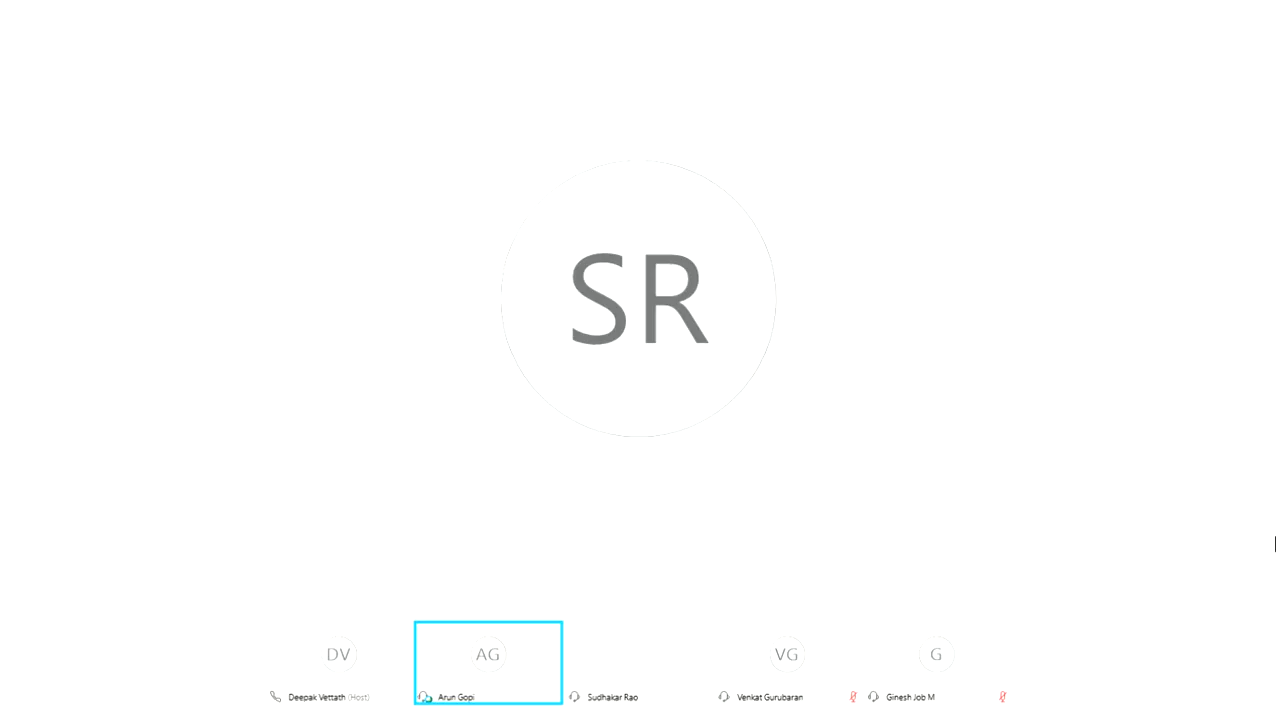 SR
DV
AG
VG
G
Deepak Vettath (Host)
Arun Gopi
Sudhakar Rao
Venkat Gurubaran
Ginesh Job M